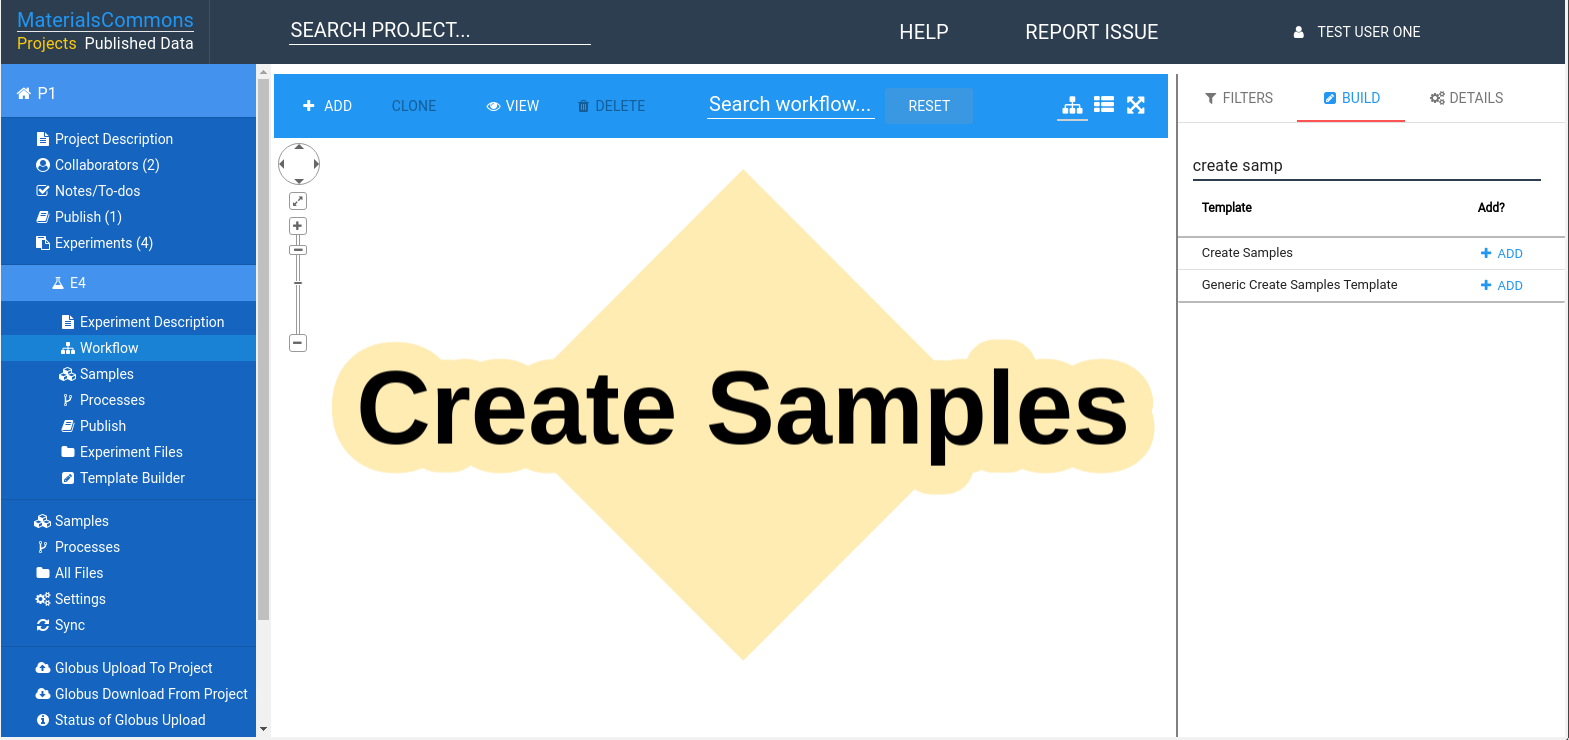 MaterialsCommons
Projects Published Data
SEARCH PROJECT...
HELP
REPORT ISSUE
TEST USER ONE
P1
Project Description
Collaborators (2)
Notes/To-dos
Publish (1)
Experiments (4)
E4
Experiment Description
Workflow
Samples
Processes
Publish
Experiment Files
Template Builder
Samples
Processes
All Files
Settings
Sync
Globus Upload To Project
Globus Download From Project
Status of Globus Upload
ADD
CLONE
VIEW
DELETE
Search workflow...
RESET
Create Samples
FILTERS
BUILD
DETAILS
create samp
Template Add?
Create Samples ADD
Generic Create Samples Template ADD